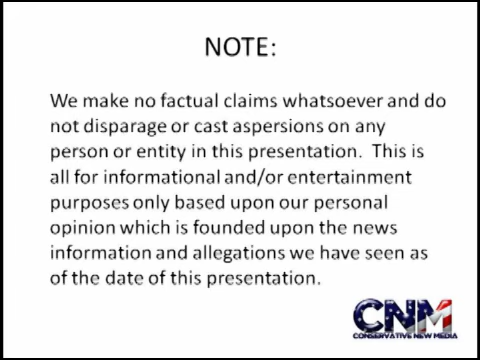 NOTE:
We make no factual claims whatsoever and do
not disparage or cast aspersions on any
person or entity in this presentation.  This is
all for informational and/or entertainment
purposes only based upon our personal
opinion which is founded upon the news
information and allegations we have seen as
of the date of this presentation.
CNM
CONSERVATIVE NEW MEDIA